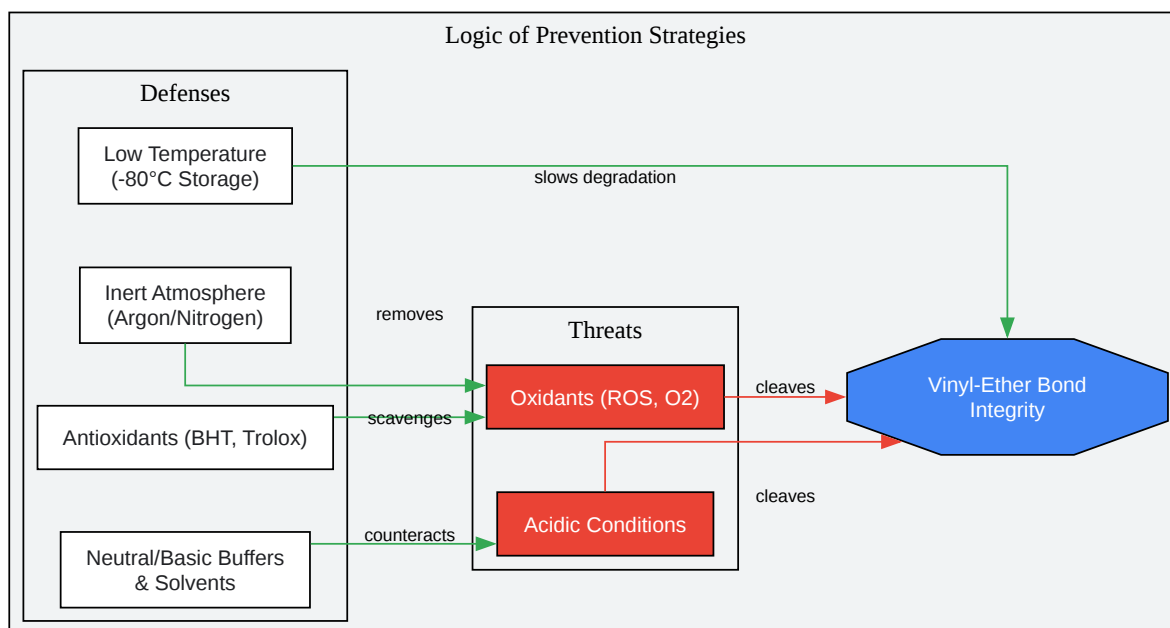 Logic of Prevention Strategies
Defenses
Low Temperature
(-80°C Storage)
slows degradation
Inert Atmosphere
(Argon/Nitrogen)
removes
Threats
Oxidants (ROS, O2)
cleaves
Vinyl-Ether Bond
Integrity
Antioxidants (BHT, Trolox)
scavenges
Acidic Conditions
cleaves
Neutral/Basic Buffers
& Solvents
counteracts